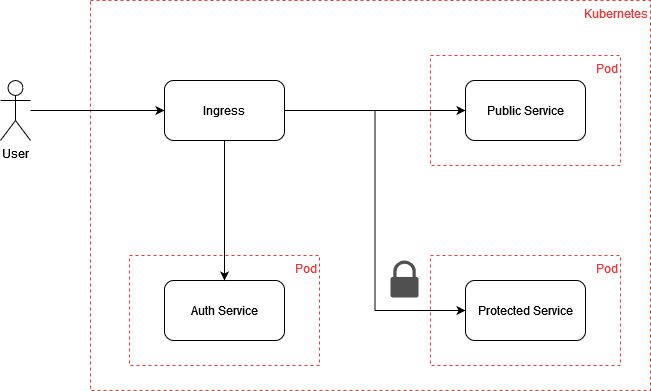 Kubernetes
Pod
Ingress
Public Service
User
Pod
Pod
Auth Service
Protected Service